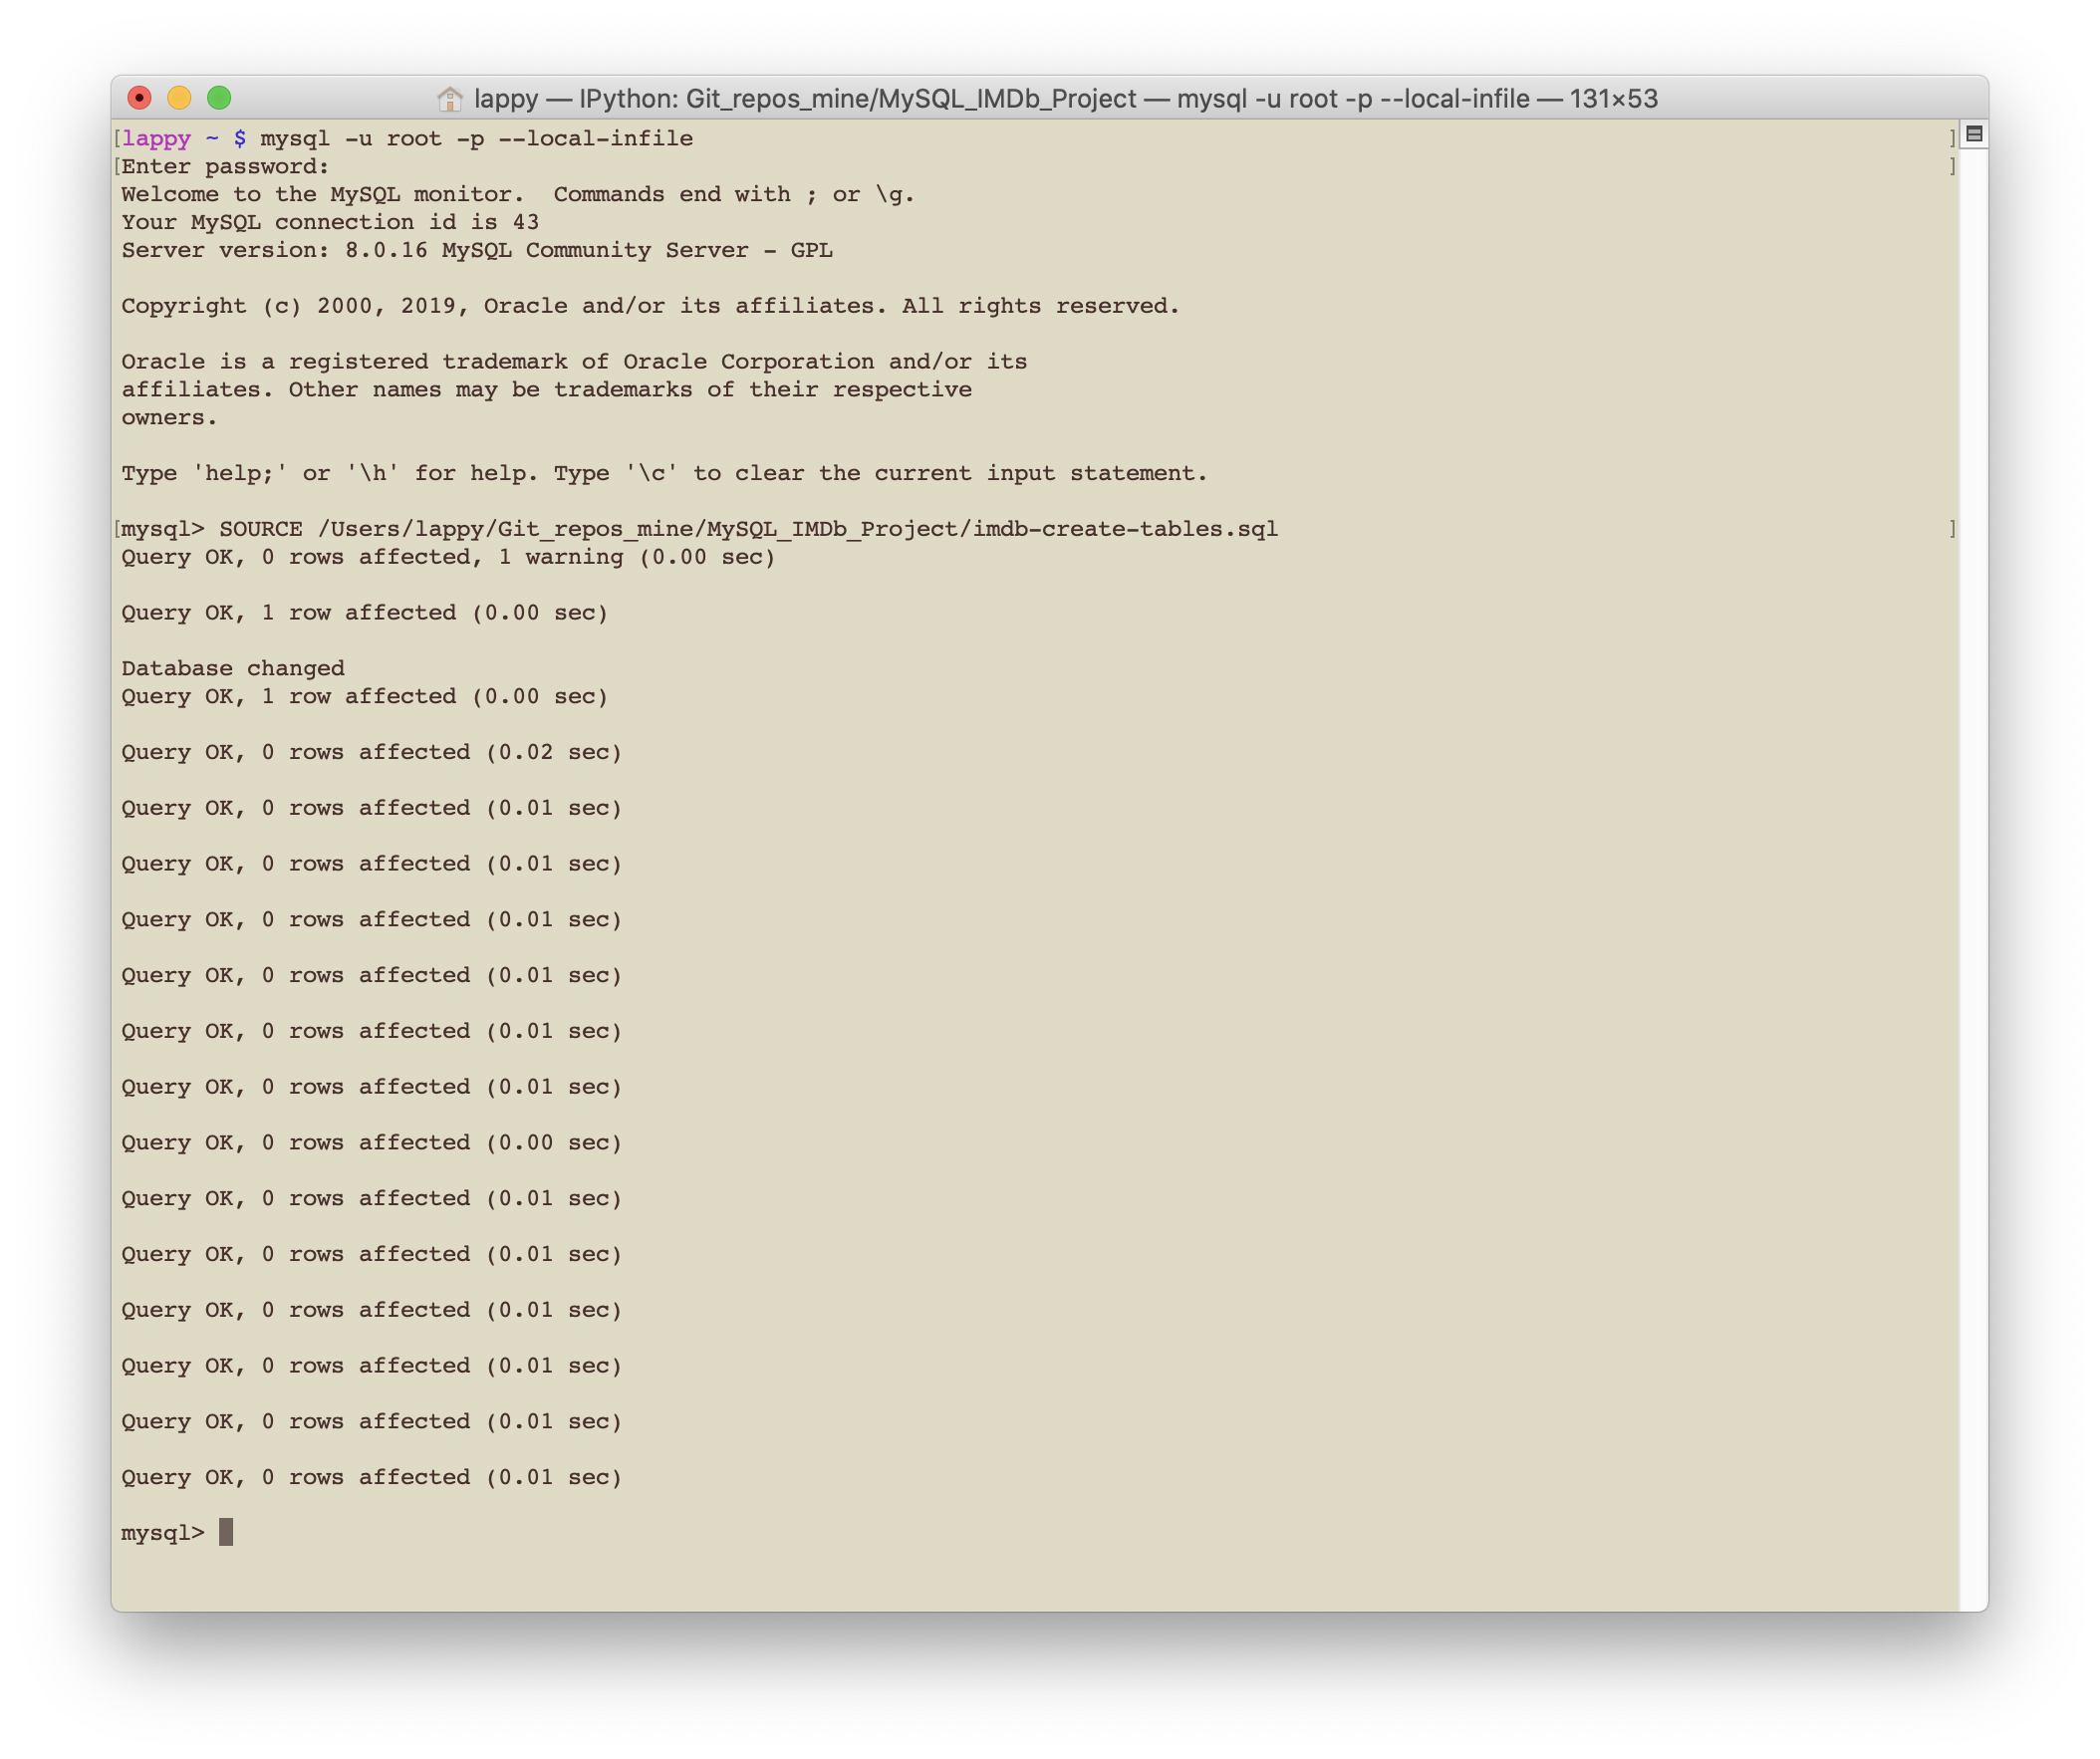 lappy — IPython: Git_repos_mine/MySQL_IMDb_Project — mysql -u root -p --local-infile — 131×53
[lappy ~ $ mysql -u root -p --local-infile ]
[Enter password: ]
Welcome to the MySQL monitor.  Commands end with ; or \g.
Your MySQL connection id is 43
Server version: 8.0.16 MySQL Community Server - GPL
Copyright (c) 2000, 2019, Oracle and/or its affiliates. All rights reserved.
Oracle is a registered trademark of Oracle Corporation and/or its
affiliates. Other names may be trademarks of their respective
owners.
Type 'help;' or '\h' for help. Type '\c' to clear the current input statement.
[mysql> SOURCE /Users/lappy/Git_repos_mine/MySQL_IMDb_Project/imdb-create-tables.sql ]
Query OK, 0 rows affected, 1 warning (0.00 sec)
Query OK, 1 row affected (0.00 sec)
Database changed
Query OK, 1 row affected (0.00 sec)
Query OK, 0 rows affected (0.02 sec)
Query OK, 0 rows affected (0.01 sec)
Query OK, 0 rows affected (0.01 sec)
Query OK, 0 rows affected (0.01 sec)
Query OK, 0 rows affected (0.01 sec)
Query OK, 0 rows affected (0.01 sec)
Query OK, 0 rows affected (0.01 sec)
Query OK, 0 rows affected (0.00 sec)
Query OK, 0 rows affected (0.01 sec)
Query OK, 0 rows affected (0.01 sec)
Query OK, 0 rows affected (0.01 sec)
Query OK, 0 rows affected (0.01 sec)
Query OK, 0 rows affected (0.01 sec)
Query OK, 0 rows affected (0.01 sec)
mysql>